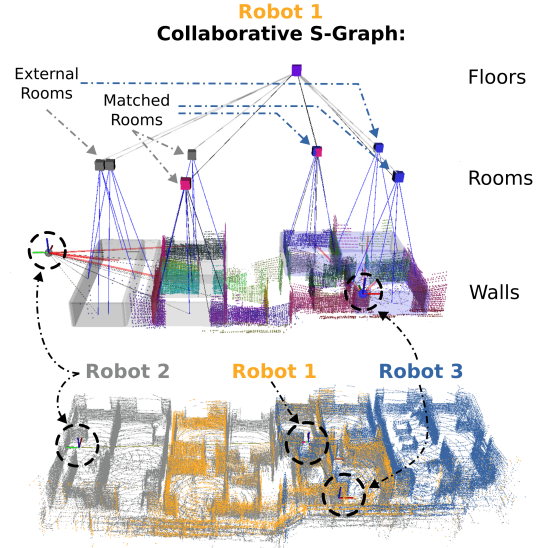 Robot 1
Collaborative S-Graph:
Floors
External
Rooms
Matched
Rooms
Rooms
Walls
Robot 2
Robot 1
Robot 3